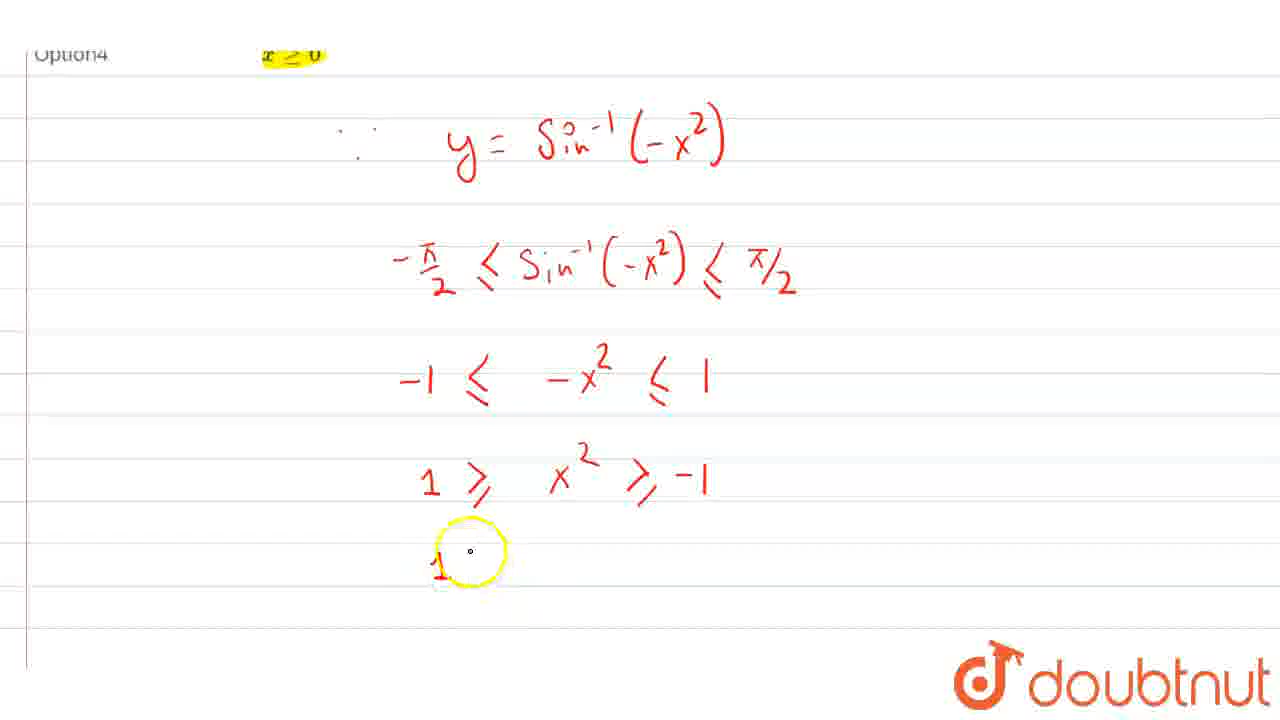 Option4 x ≥ 0
∵ y = Sin⁻¹(-x²)
-π/2 ≤ Sin⁻¹(-x²) ≤ π/2
-1 ≤ -x² ≤ 1
1 ≥ x² ≥ -1
1
doubtnut